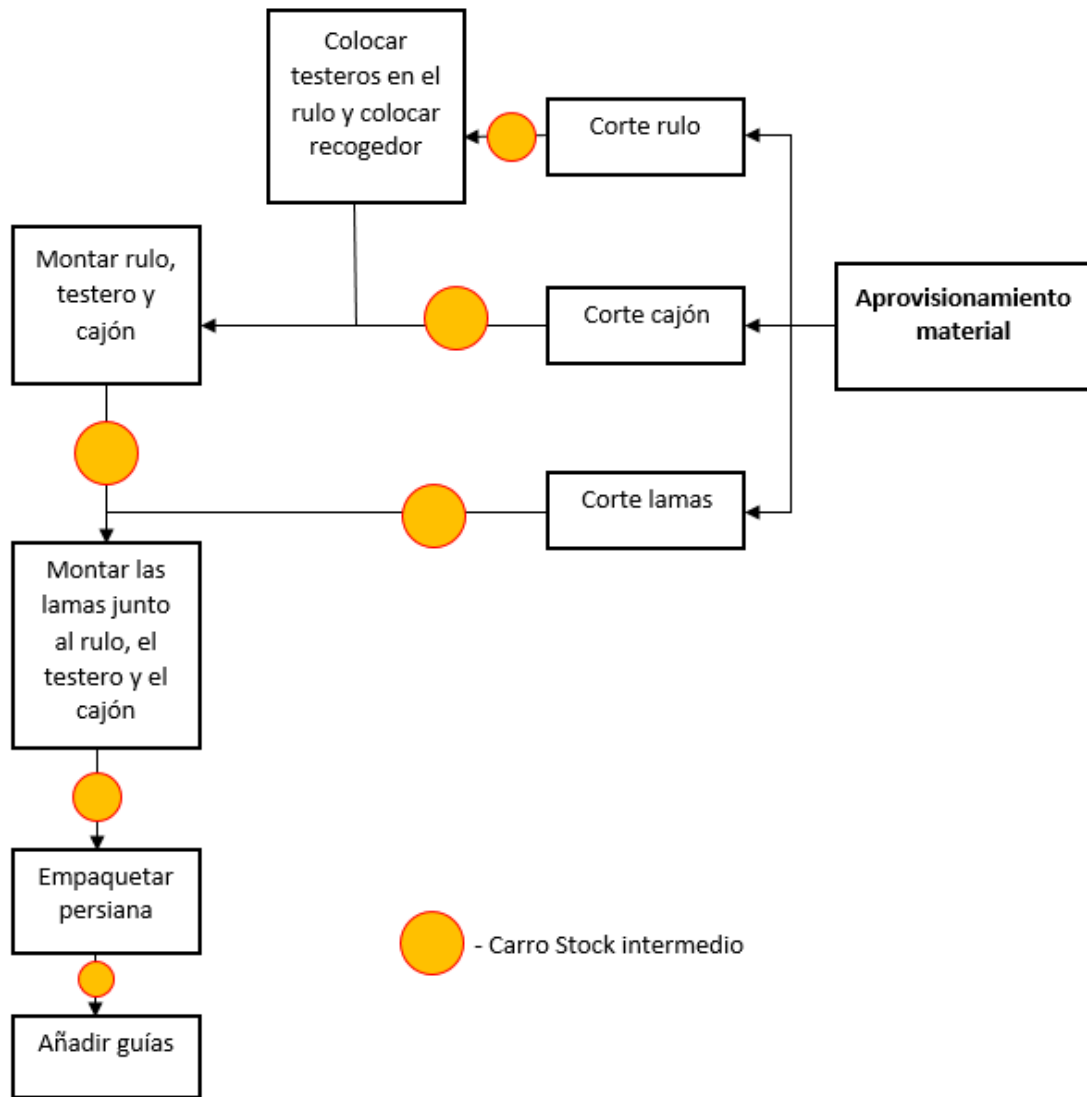 Colocar
testeros en el
rulo y colocar
recogedor
Corte rulo
Montar rulo,
testero y
cajón
Corte cajón
Aprovisionamiento
material
Corte lamas
Montar las
lamas junto
al rulo, el
testero y el
cajón
Empaquetar
persiana
- Carro Stock intermedio
Añadir guías